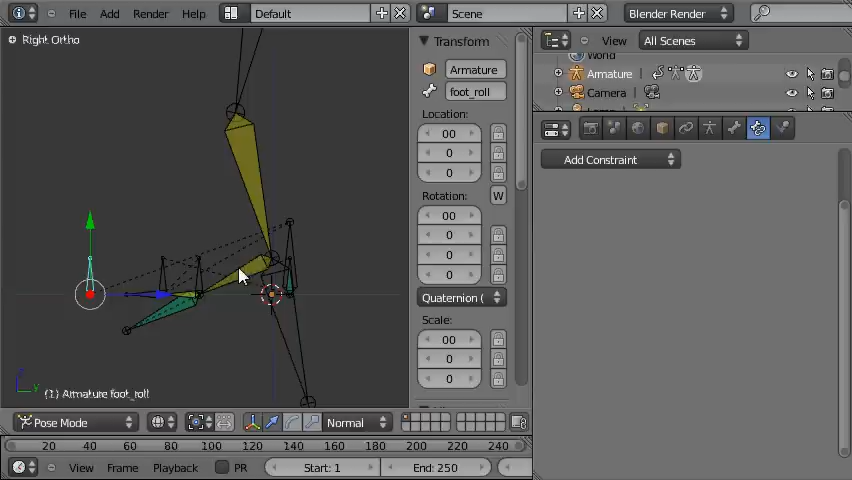 File Add Render Help Default Scene Blender Render
Right Ortho
Transform
Armature
foot_roll
Location:
00
0
0
Rotation: W
00
0
0
0
Quaternion (
Scale:
00
0
0
View All Scenes
World
Armature
Camera
Add Constraint
z
y
(1) Armature foot_roll
Pose Mode Normal
20 40 60 80 100 120 140 160 180 200 220 240
View Frame Playback PR Start: 1 End: 250